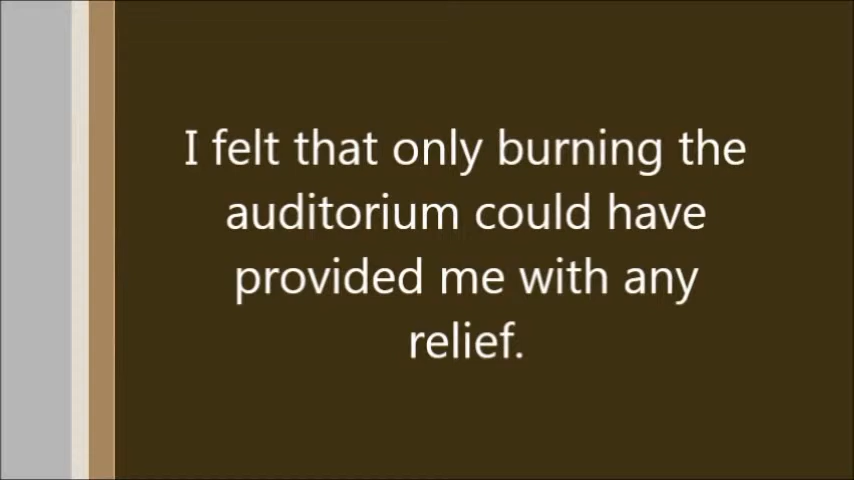 I felt that only burning the
auditorium could have
provided me with any
relief.